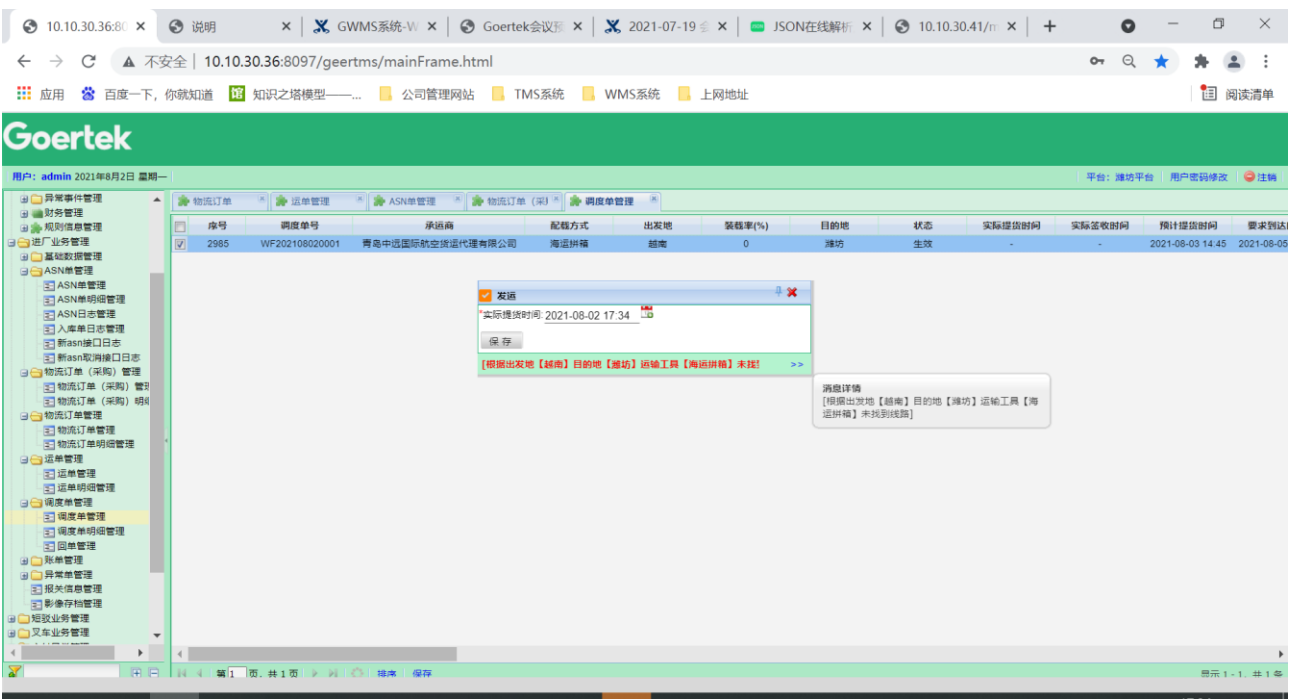 10.10.30.36:80
说明
GWMS系统-W
Goertek会议预
2021-07-19 会
JSON在线解析
10.10.30.41/m
不安全 10.10.30.36:8097/geertms/mainFrame.html
应用 百度一下，你就知道 知识之塔模型——... 公司管理网站 TMS系统 WMS系统 上网地址 阅读清单
Goertek
用户：admin 2021年8月2日 星期一 平台：潍坊平台 用户密码修改 注销
物流订单 运单管理 ASN单管理 物流订单（采） 调度单管理
异常事件管理
财务管理
规则信息管理
进厂业务管理
基础数据管理
ASN单管理
ASN单管理
ASN单明细管理
ASN日志管理
入库单日志管理
新asn接口日志
新asn取消接口日志
物流订单（采购）管理
物流订单（采购）管理
物流订单（采购）明细
物流订单管理
物流订单管理
物流订单明细管理
运单管理
运单管理
运单明细管理
调度单管理
调度单管理
调度单明细管理
回单管理
账单管理
异常单管理
报关信息管理
影像存档管理
短驳业务管理
叉车业务管理
序号 调度单号 承运商 配载方式 出发地 装载率(%) 目的地 状态 实际提货时间 实际签收时间 预计提货时间 要求到达
2985 WF202108020001 青岛中远国际航空货运代理有限公司 海运拼箱 越南 0 潍坊 生效 - - 2021-08-03 14:45 2021-08-05
发运
*实际提货时间: 2021-08-02 17:34
保存
[根据出发地【越南】目的地【潍坊】运输工具【海运拼箱】未找! >>
消息详情
[根据出发地【越南】目的地【潍坊】运输工具【海
运拼箱】未找到线路]
第 1 页，共 1 页 排序 保存 显示 1 - 1，共 1 条